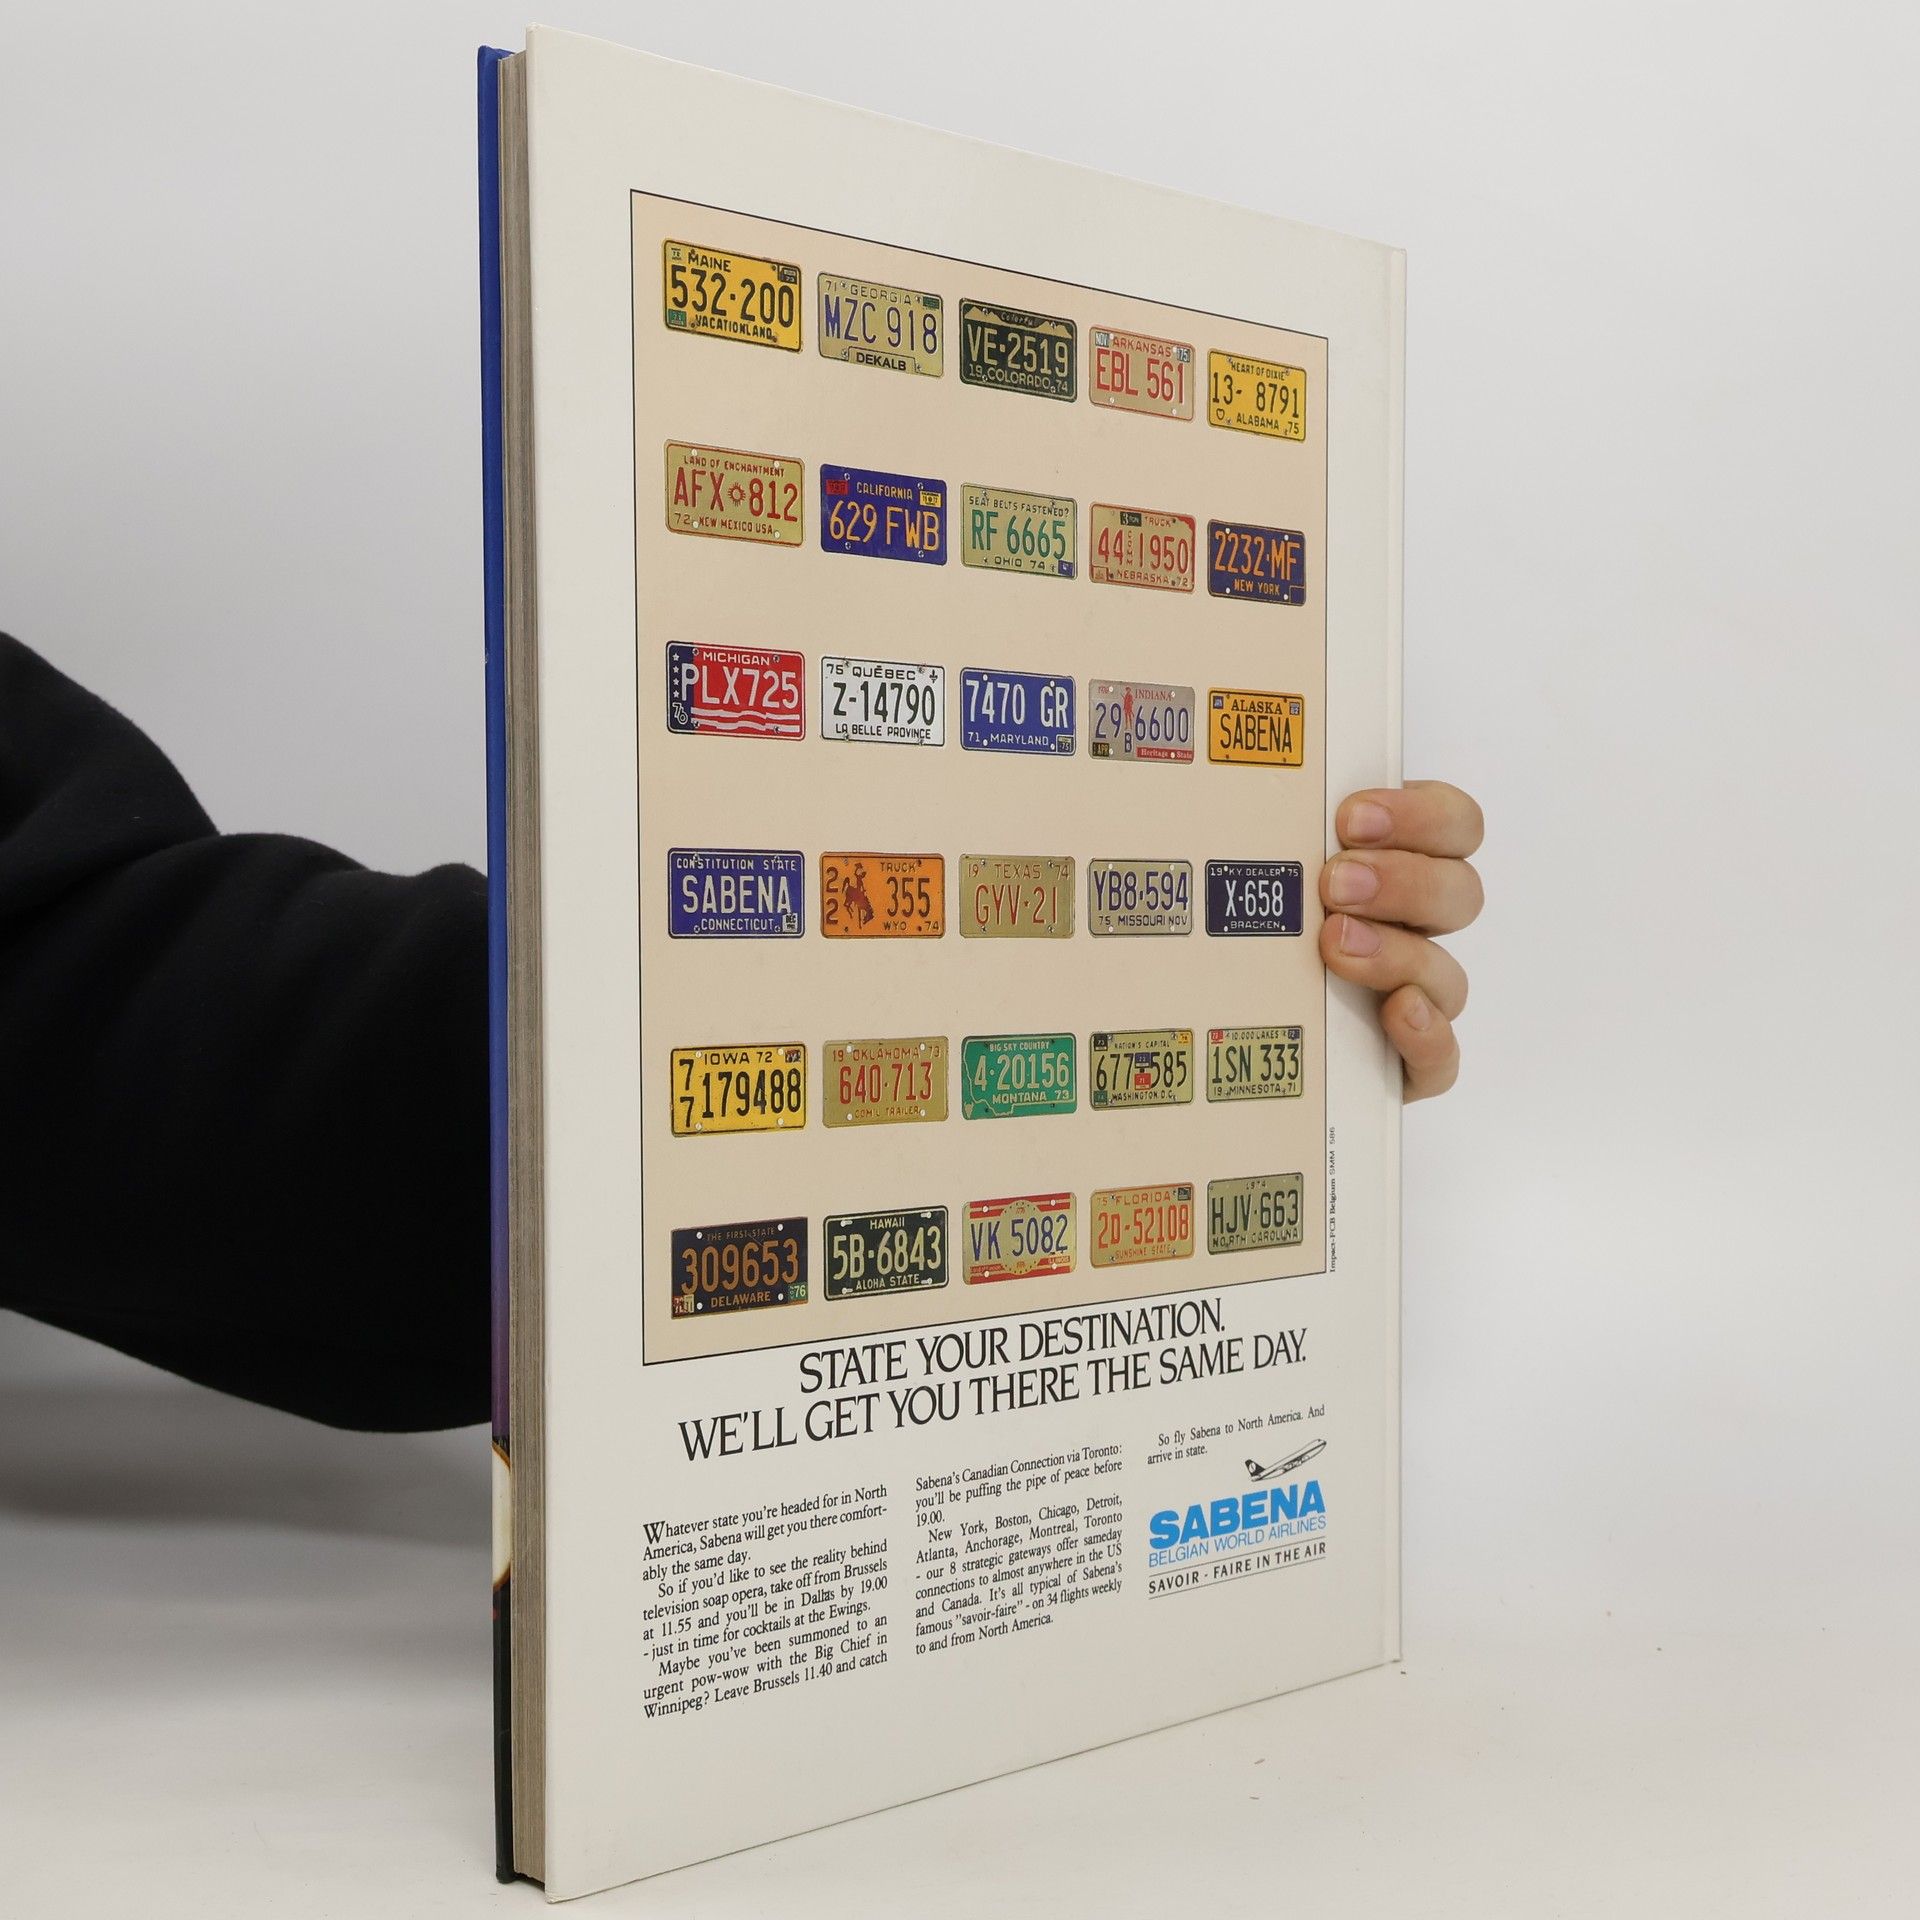 MAINE
532·200
VACATIONLAND
71 GEORGIA
MZC 918
DEKALB
Colorful
VE·2519
19 COLORADO 74
NOV ARKANSAS 75
EBL 561
HEART OF DIXIE
13- 8791
ALABAMA 75
LAND OF ENCHANTMENT
AFX 812
72 NEW MEXICO USA
CALIFORNIA
629 FWB
SEAT BELTS FASTENED?
RF 6665
OHIO 74
TRUCK
44 1950
NEBRASKA 72
2232·MF
NEW YORK
MICHIGAN
PLX725
76
75 QUÉBEC
Z-14790
LA BELLE PROVINCE
7470 GR
71 MARYLAND
INDIANA
29 B 6600
APR Heritage State
ALASKA
SABENA
CONSTITUTION STATE
SABENA
CONNECTICUT DEC
TRUCK
22 355
WYO 74
19 TEXAS 74
GYV·21
YB8·594
75 MISSOURI NOV
19 KY. DEALER 75
X·658
BRACKEN
IOWA 72
77 179488
19 OKLAHOMA 73
640·713
COM'L TRAILER
BIG SKY COUNTRY
4·20156
MONTANA 73
NATION'S CAPITAL
677 585
WASHINGTON, D.C.
10,000 LAKES
1SN 333
19 MINNESOTA 71
THE FIRST STATE
309653
DELAWARE 76
HAWAII
5B·6843
ALOHA STATE
VK 5082
75 FLORIDA
2D-52108
SUNSHINE STATE
1974
HJV·663
NORTH CAROLINA
Impact-FCB Belgium SMM 586
STATE YOUR DESTINATION.
WE'LL GET YOU THERE THE SAME DAY.
Whatever state you're headed for in North
America, Sabena will get you there comfort-
ably the same day.
So if you'd like to see the reality behind
television soap opera, take off from Brussels
at 11.55 and you'll be in Dallas by 19.00
- just in time for cocktails at the Ewings.
Maybe you've been summoned to an
urgent pow-wow with the Big Chief in
Winnipeg? Leave Brussels 11.40 and catch
Sabena's Canadian Connection via Toronto:
you'll be puffing the pipe of peace before
19.00.
New York, Boston, Chicago, Detroit,
Atlanta, Anchorage, Montreal, Toronto
- our 8 strategic gateways offer sameday
connections to almost anywhere in the US
and Canada. It's all typical of Sabena's
famous "savoir-faire" - on 34 flights weekly
to and from North America.
So fly Sabena to North America. And
arrive in state.
SABENA
BELGIAN WORLD AIRLINES
SAVOIR - FAIRE IN THE AIR